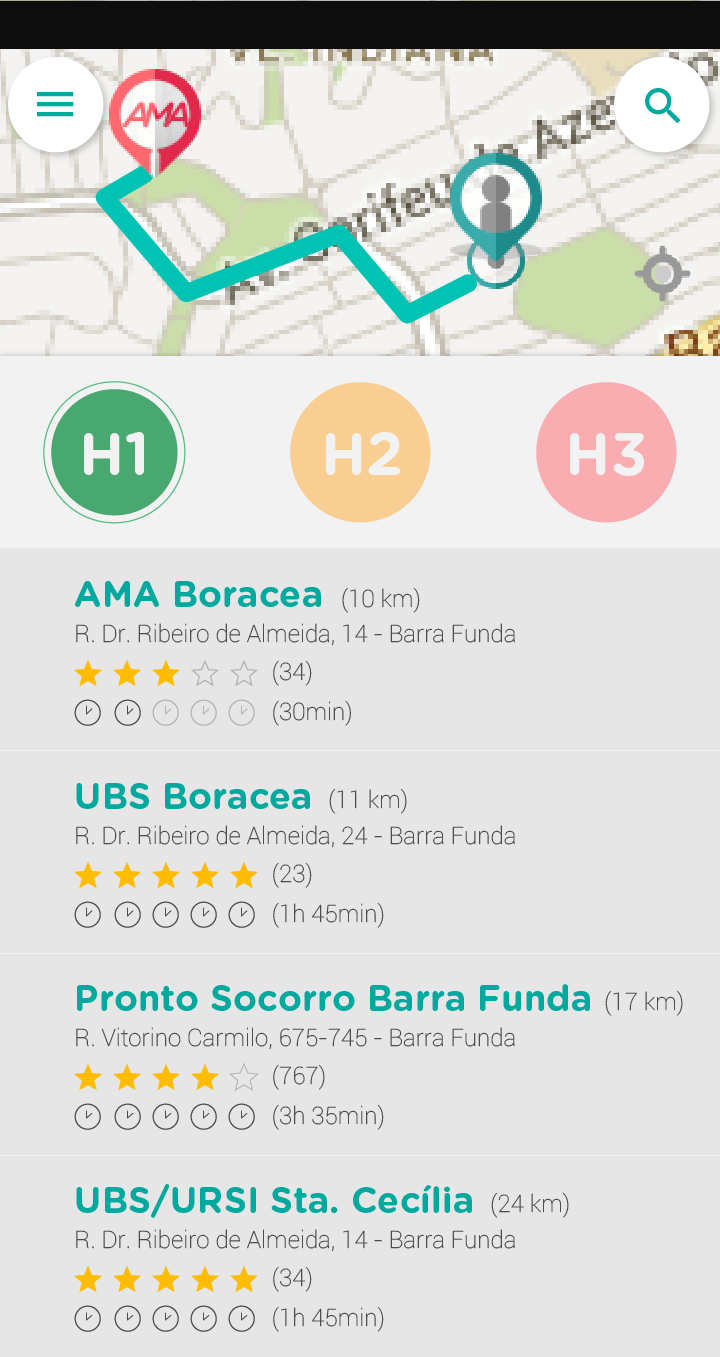 VL. INDIANA
AMA
Av. Corifeu de Aze
H1
H2
H3
AMA Boracea (10 km)
R. Dr. Ribeiro de Almeida, 14 - Barra Funda
(34)
(30min)
UBS Boracea (11 km)
R. Dr. Ribeiro de Almeida, 24 - Barra Funda
(23)
(1h 45min)
Pronto Socorro Barra Funda (17 km)
R. Vitorino Carmilo, 675-745 - Barra Funda
(767)
(3h 35min)
UBS/URSI Sta. Cecília (24 km)
R. Dr. Ribeiro de Almeida, 14 - Barra Funda
(34)
(1h 45min)